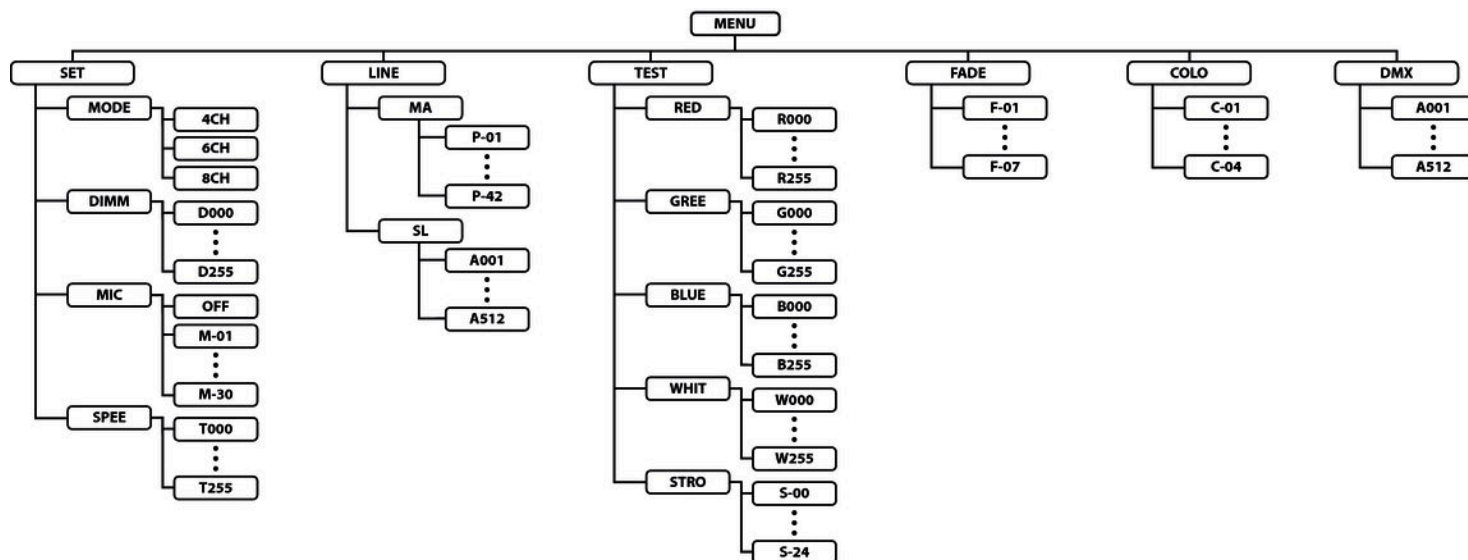 MENU
SET
MODE
4CH
6CH
8CH
DIMM
D000
D255
MIC
OFF
M-01
M-30
SPEE
T000
T255
LINE
MA
P-01
P-42
SL
A001
A512
TEST
RED
R000
R255
GREE
G000
G255
BLUE
B000
B255
WHIT
W000
W255
STRO
S-00
S-24
FADE
F-01
F-07
COLO
C-01
C-04
DMX
A001
A512